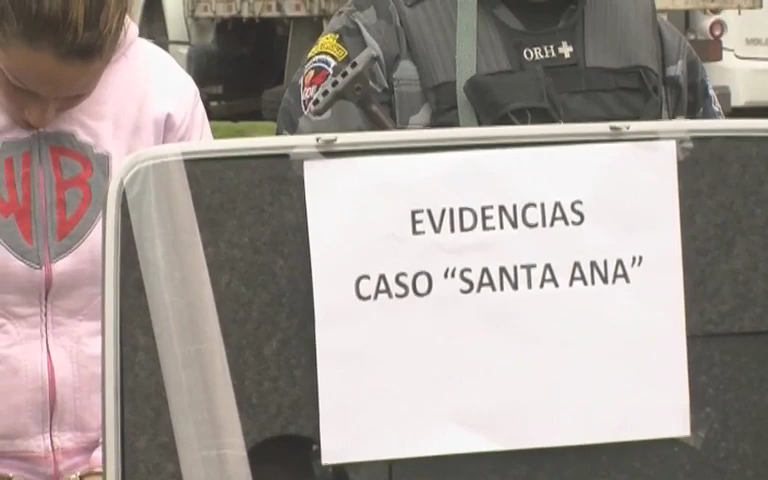 ORH+
WB
EVIDENCIAS
CASO “SANTA ANA”